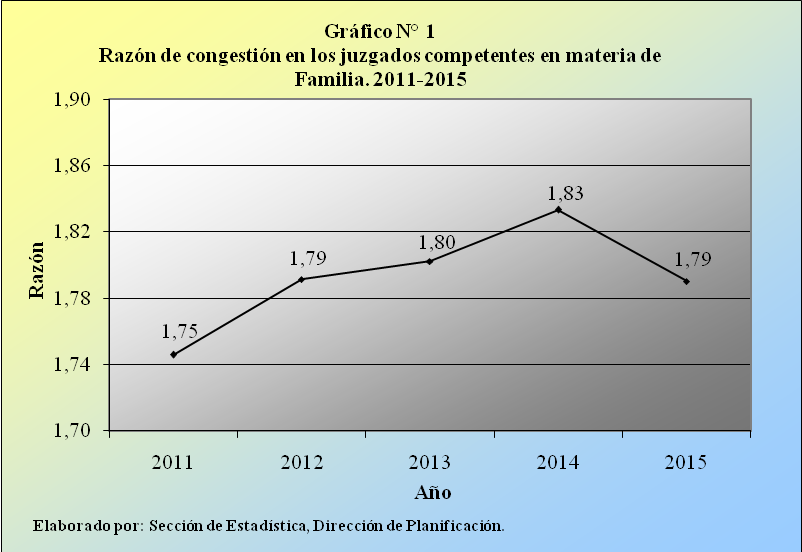 Gráfico N° 1
Razón de congestión en los juzgados competentes en materia de
Familia. 2011-2015
1,90
1,86
1,82
1,78
1,74
1,70
Razón
1,75
1,79
1,80
1,83
1,79
2011 2012 2013 2014 2015
Año
Elaborado por: Sección de Estadística, Dirección de Planificación.